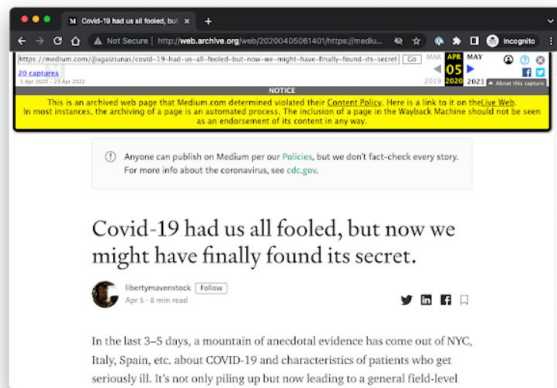 Covid-19 had us all fooled, but
Not Secure | http://web.archive.org/web/20200405061401/https://mediu...
Incognito
https://medium.com/@agaiziunas/covid-19-had-us-all-fooled-but-now-we-might-have-finally-found-its-secret
Go
MAR APR MAY
20 captures
05
5 Apr 2020 - 23 Apr 2022
2019 2020 2021
About this capture
NOTICE
This is an archived web page that Medium.com determined violated their Content Policy. Here is a link to it on theLive Web.
In most instances, the archiving of a page is an automated process. The inclusion of a page in the Wayback Machine should not be seen
as an endorsement of its content in any way.
Anyone can publish on Medium per our Policies, but we don't fact-check every story.
For more info about the coronavirus, see cdc.gov.
Covid-19 had us all fooled, but now we
might have finally found its secret.
libertymavenstock Follow
Apr 5 · 8 min read
In the last 3–5 days, a mountain of anecdotal evidence has come out of NYC,
Italy, Spain, etc. about COVID-19 and characteristics of patients who get
seriously ill. It's not only piling up but now leading to a general field-level